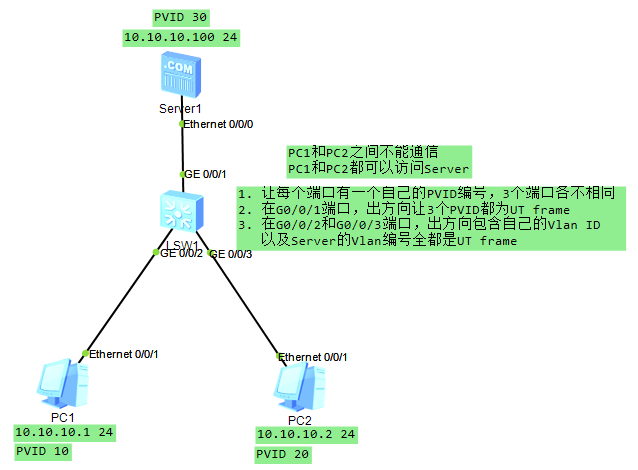 PVID 30
10.10.10.100 24
.COM
Server1
Ethernet 0/0/0
PC1和PC2之间不能通信
PC1和PC2都可以访问Server
GE 0/0/1
1. 让每个端口有一个自己的PVID编号，3个端口各不相同
2. 在G0/0/1端口，出方向让3个PVID都为UT frame
3. 在G0/0/2和G0/0/3端口，出方向包含自己的Vlan ID
以及Server的Vlan编号全都是UT frame
LSW1
GE 0/0/2
GE 0/0/3
Ethernet 0/0/1
Ethernet 0/0/1
PC1
PC2
10.10.10.1 24
10.10.10.2 24
PVID 10
PVID 20